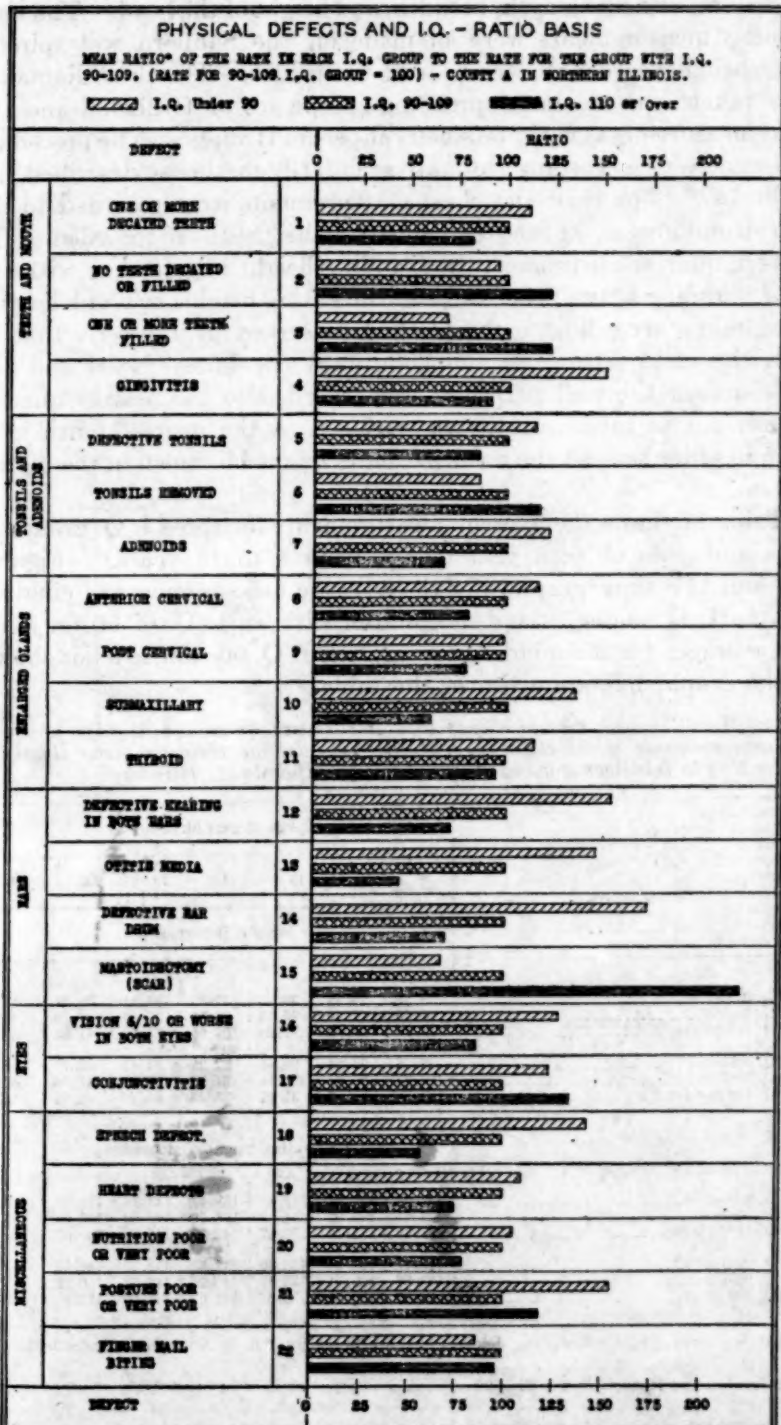 PHYSICAL DEFECTS AND I.Q. - RATIO BASIS
MEAN RATIO* OF THE RATE IN EACH I.Q. GROUP TO THE RATE FOR THE GROUP WITH I.Q.
90-109. (RATE FOR 90-109 I.Q. GROUP = 100) - COUNTY A IN NORTHERN ILLINOIS.
I.Q. Under 90 I.Q. 90-109 I.Q. 110 or Over
DEFECT RATIO
0 25 50 75 100 125 150 175 200
TEETH AND MOUTH
ONE OR MORE
DECAYED TEETH
1
NO TEETH DECAYED
OR FILLED
2
ONE OR MORE TEETH
FILLED
3
GINGIVITIS 4
TONSILS AND
ADENOIDS
DEFECTIVE TONSILS 5
TONSILS REMOVED 6
ADENOIDS 7
ENLARGED GLANDS
ANTERIOR CERVICAL 8
POST CERVICAL 9
SUBMAXILLARY 10
THYROID 11
EARS
DEFECTIVE HEARING
IN BOTH EARS
12
OTITIS MEDIA 13
DEFECTIVE EAR
DRUM
14
MASTOIDECTOMY
(SCAR)
15
EYES
VISION 6/10 OR WORSE
IN BOTH EYES
16
CONJUNCTIVITIS 17
MISCELLANEOUS
SPEECH DEFECT. 18
HEART DEFECTS 19
NUTRITION POOR
OR VERY POOR
20
POSTURE POOR
OR VERY POOR
21
FINGER NAIL
BITING
22
DEFECT 0 25 50 75 100 125 150 175 200